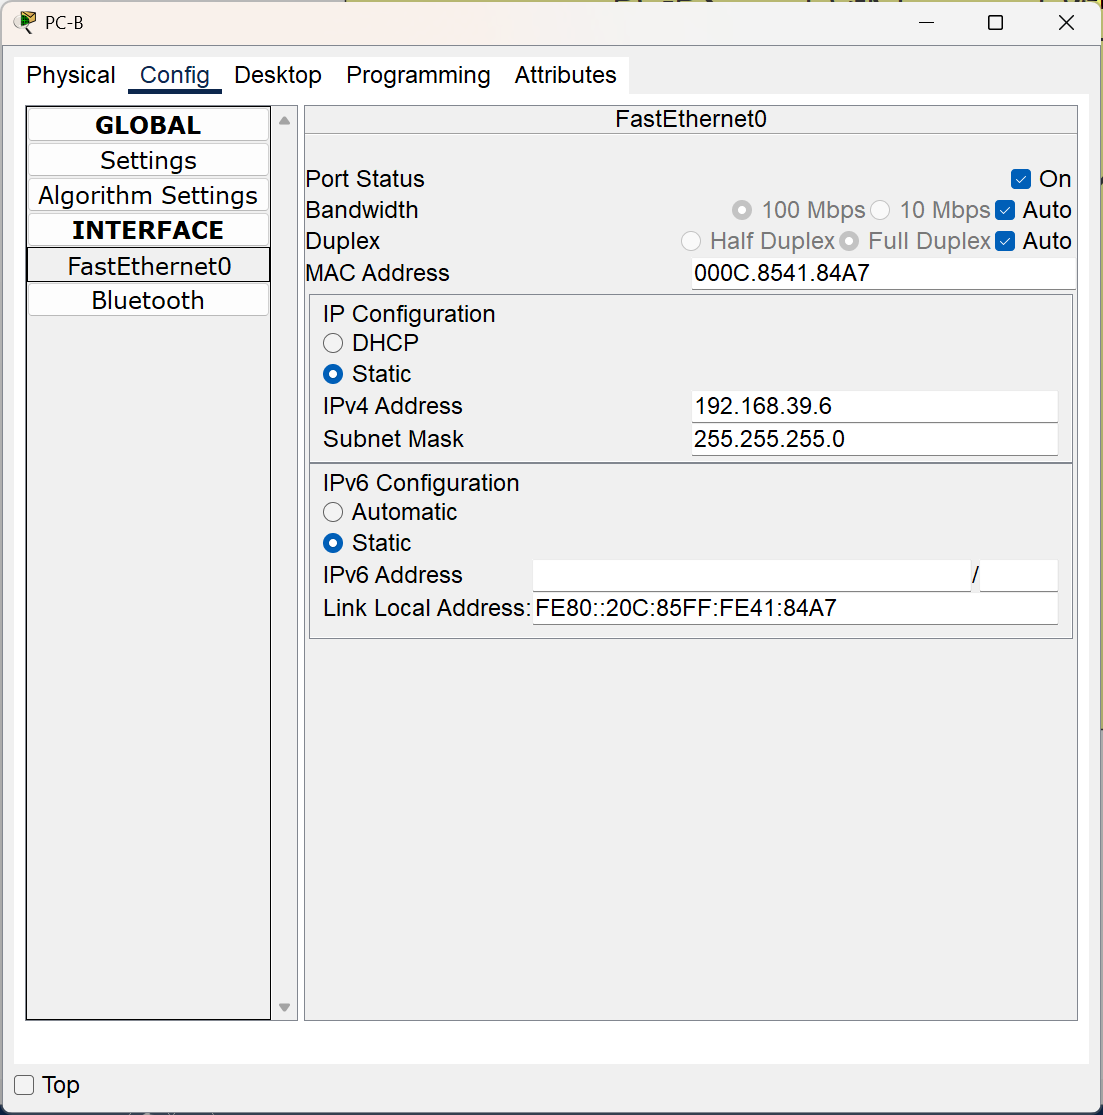 PC-B
Physical Config Desktop Programming Attributes
GLOBAL
Settings
Algorithm Settings
INTERFACE
FastEthernet0
Bluetooth
FastEthernet0
Port Status On
Bandwidth 100 Mbps 10 Mbps Auto
Duplex Half Duplex Full Duplex Auto
MAC Address 000C.8541.84A7
IP Configuration
DHCP
Static
IPv4 Address 192.168.39.6
Subnet Mask 255.255.255.0
IPv6 Configuration
Automatic
Static
IPv6 Address /
Link Local Address: FE80::20C:85FF:FE41:84A7
Top